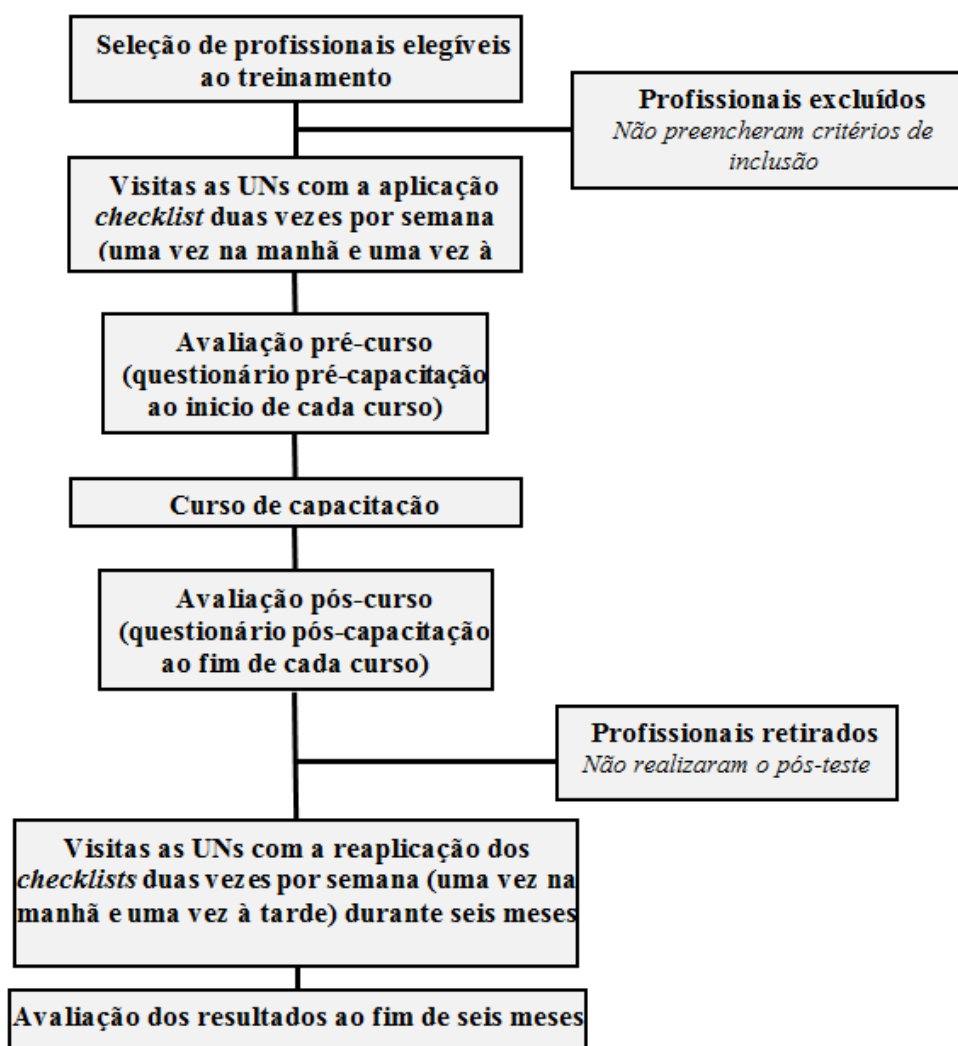 Seleção de profissionais elegíveis
ao treinamento
Profissionais excluídos
Não preencheram critérios de
inclusão
Visitas as UNs com a aplicação
checklist duas vezes por semana
(uma vez na manhã e uma vez à
Avaliação pré-curso
(questionário pré-capacitação
ao inicio de cada curso)
Curso de capacitação
Avaliação pós-curso
(questionário pós-capacitação
ao fim de cada curso)
Profissionais retirados
Não realizaram o pós-teste
Visitas as UNs com a reaplicação dos
checklists duas vezes por semana (uma vez na
manhã e uma vez à tarde) durante seis meses
Avaliação dos resultados ao fim de seis meses